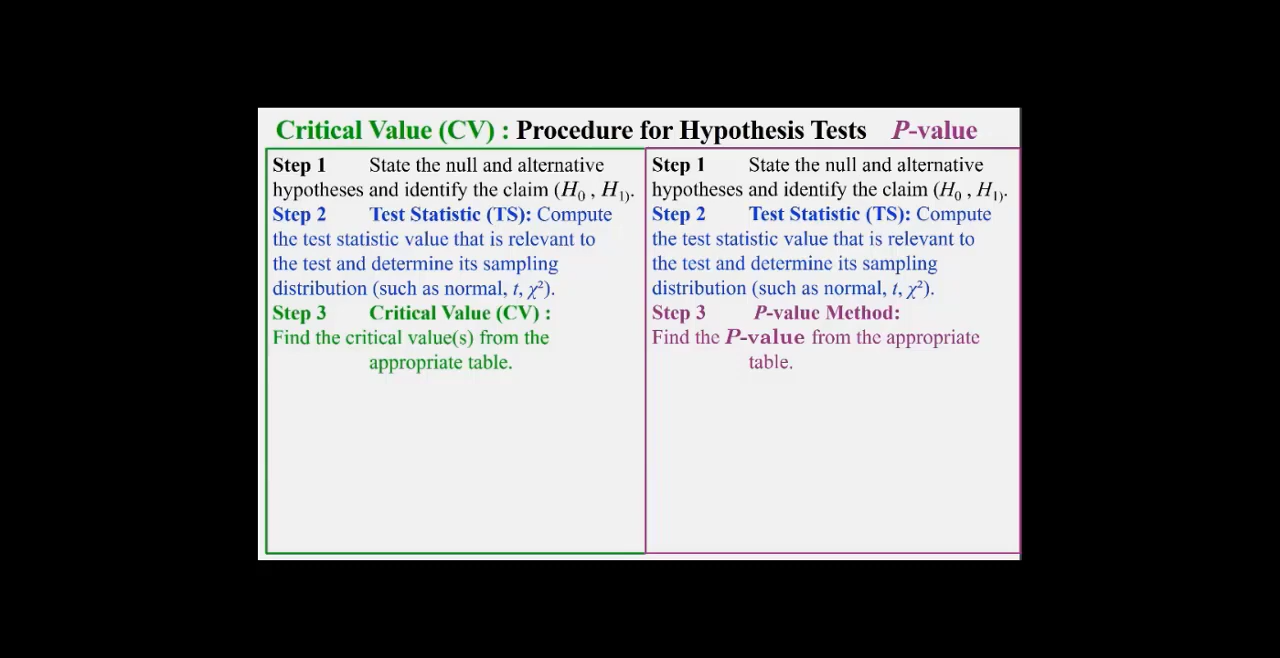 Critical Value (CV) : Procedure for Hypothesis Tests P-value
Step 1 State the null and alternative
hypotheses and identify the claim (H₀ , H₁).
Step 2 Test Statistic (TS): Compute
the test statistic value that is relevant to
the test and determine its sampling
distribution (such as normal, t, χ²).
Step 3 Critical Value (CV) :
Find the critical value(s) from the
appropriate table.
Step 1 State the null and alternative
hypotheses and identify the claim (H₀ , H₁).
Step 2 Test Statistic (TS): Compute
the test statistic value that is relevant to
the test and determine its sampling
distribution (such as normal, t, χ²).
Step 3 P-value Method:
Find the P-value from the appropriate
table.